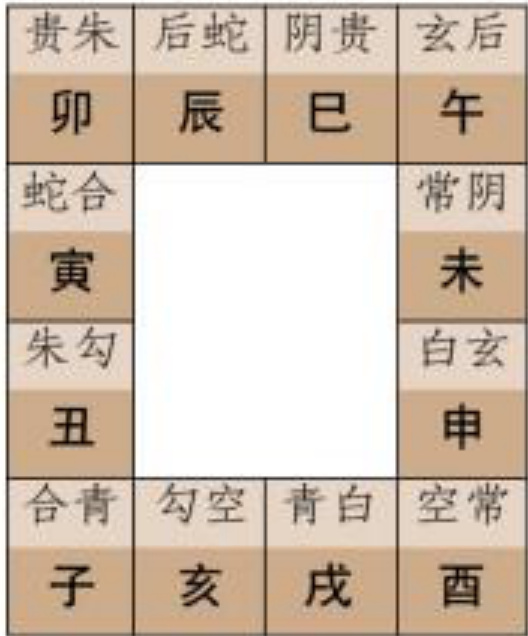 贵朱 后蛇 阴贵 玄后
卯 辰 巳 午
蛇合 常阴
寅 未
朱勾 白玄
丑 申
合青 勾空 青白 空常
子 亥 戌 酉